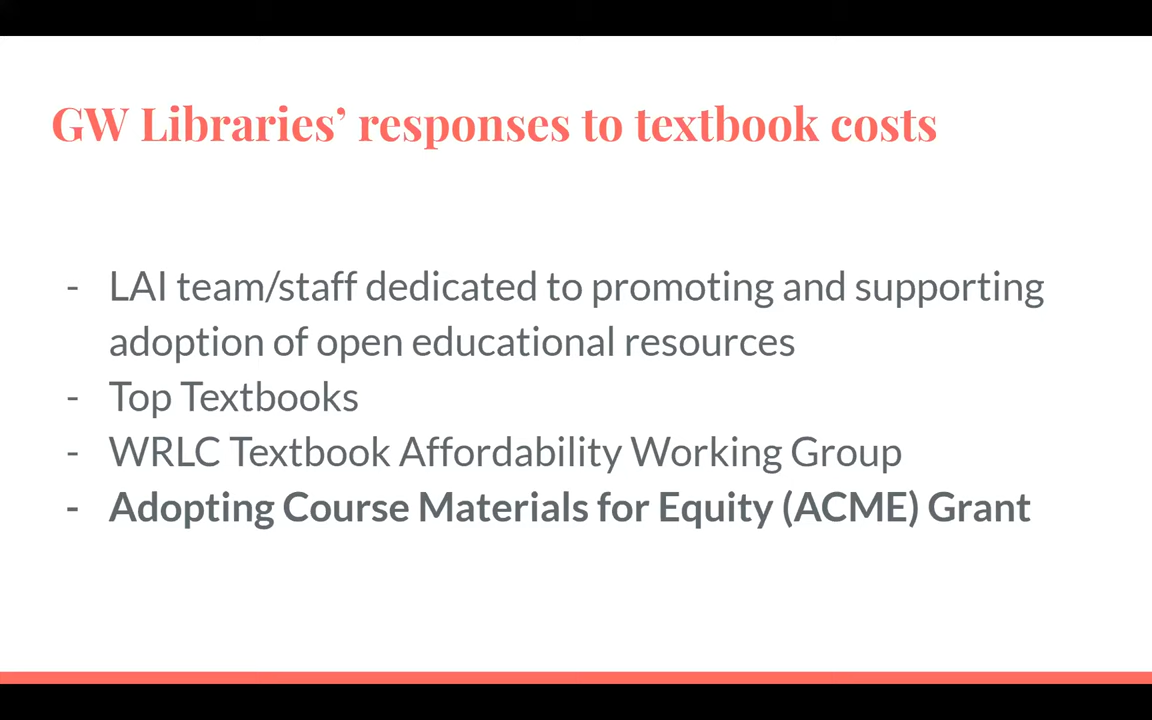 GW Libraries’ responses to textbook costs
- LAI team/staff dedicated to promoting and supporting
adoption of open educational resources
- Top Textbooks
- WRLC Textbook Affordability Working Group
- Adopting Course Materials for Equity (ACME) Grant